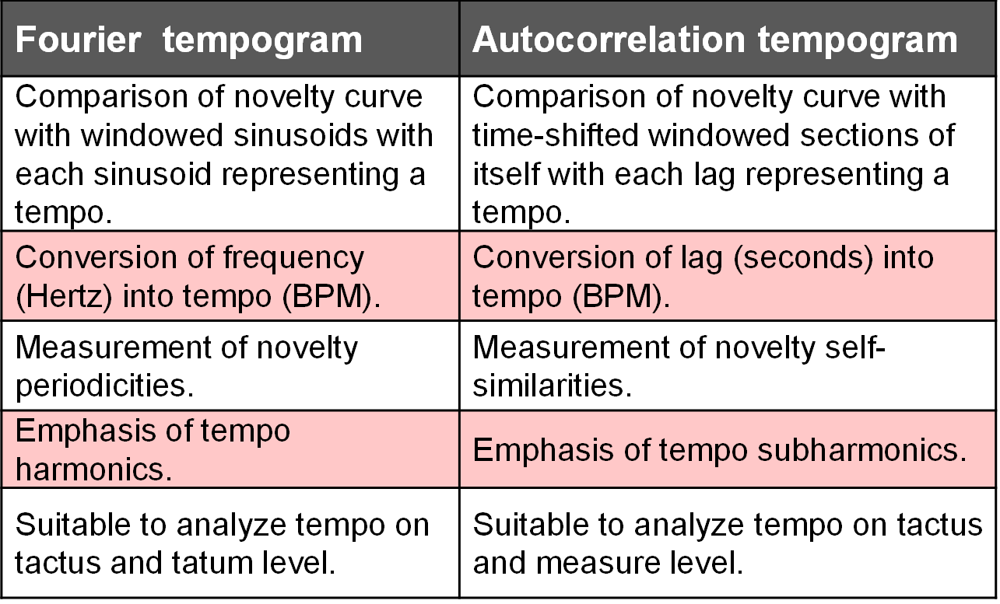 Fourier  tempogram
Autocorrelation tempogram
Comparison of novelty curve
with windowed sinusoids with
each sinusoid representing a
tempo.
Comparison of novelty curve with
time-shifted windowed sections of
itself with each lag representing a
tempo.
Conversion of frequency
(Hertz) into tempo (BPM).
Conversion of lag (seconds) into
tempo (BPM).
Measurement of novelty
periodicities.
Measurement of novelty self-
similarities.
Emphasis of tempo
harmonics.
Emphasis of tempo subharmonics.
Suitable to analyze tempo on
tactus and tatum level.
Suitable to analyze tempo on tactus
and measure level.